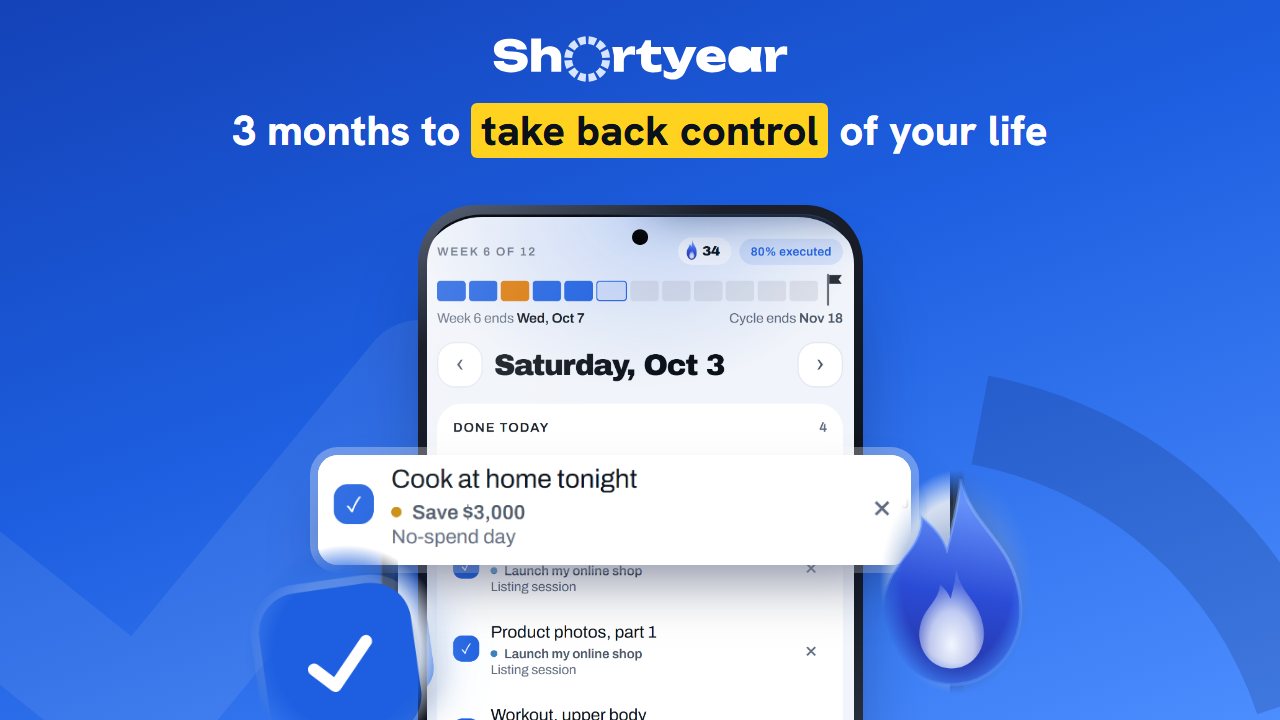 Shortyear
3 months to take back control of your life
WEEK 6 OF 12
34
80% executed
Week 6 ends Wed, Oct 7
Cycle ends Nov 18
Saturday, Oct 3
DONE TODAY
4
Cook at home tonight
Save $3,000
No-spend day
Launch my online shop
Listing session
Product photos, part 1
Launch my online shop
Listing session
Workout, upper body